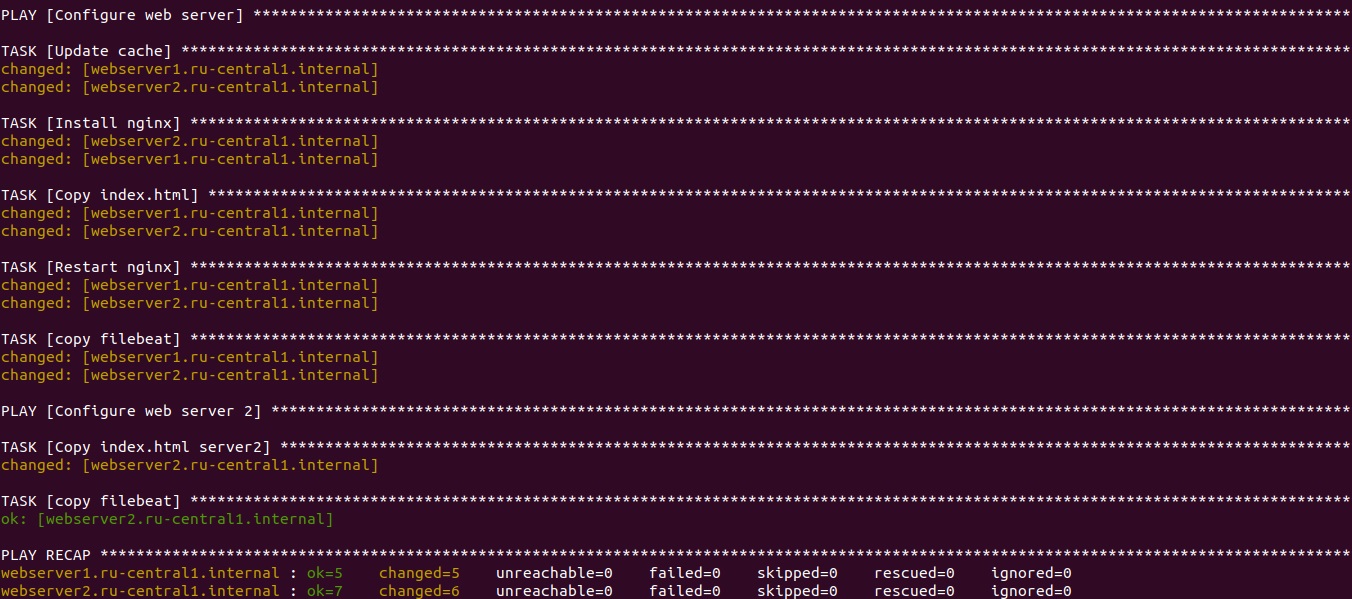 PLAY [Configure web server] **************************************************************************************************************************
TASK [Update cache] **********************************************************************************************************************************
changed: [webserver1.ru-central1.internal]
changed: [webserver2.ru-central1.internal]
TASK [Install nginx] *********************************************************************************************************************************
changed: [webserver2.ru-central1.internal]
changed: [webserver1.ru-central1.internal]
TASK [Copy index.html] *******************************************************************************************************************************
changed: [webserver1.ru-central1.internal]
changed: [webserver2.ru-central1.internal]
TASK [Restart nginx] *********************************************************************************************************************************
changed: [webserver1.ru-central1.internal]
changed: [webserver2.ru-central1.internal]
TASK [copy filebeat] *********************************************************************************************************************************
changed: [webserver1.ru-central1.internal]
changed: [webserver2.ru-central1.internal]
PLAY [Configure web server 2] ************************************************************************************************************************
TASK [Copy index.html server2] ***********************************************************************************************************************
changed: [webserver2.ru-central1.internal]
TASK [copy filebeat] *********************************************************************************************************************************
ok: [webserver2.ru-central1.internal]
PLAY RECAP *******************************************************************************************************************************************
webserver1.ru-central1.internal : ok=5    changed=5    unreachable=0    failed=0    skipped=0    rescued=0    ignored=0
webserver2.ru-central1.internal : ok=7    changed=6    unreachable=0    failed=0    skipped=0    rescued=0    ignored=0